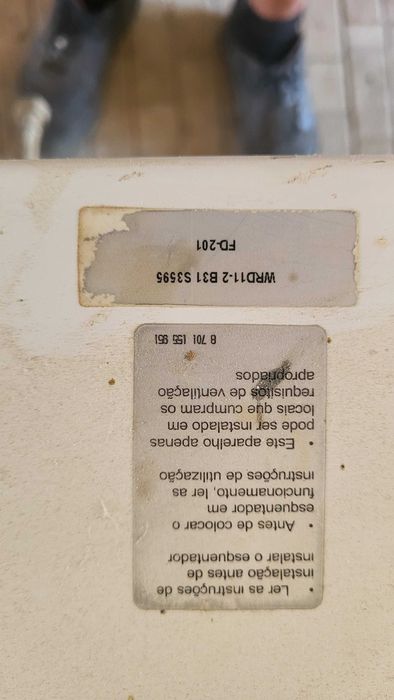 • Ler as instruções de
instalação antes de
instalar o esquentador
• Antes de colocar o
esquentador em
funcionamento, ler as
instruções de utilização
• Este aparelho apenas
pode ser instalado em
locais que cumpram os
requisitos de ventilação
apropriados
8 701 155 951
WRD11-2 B31 S3595
FD-201